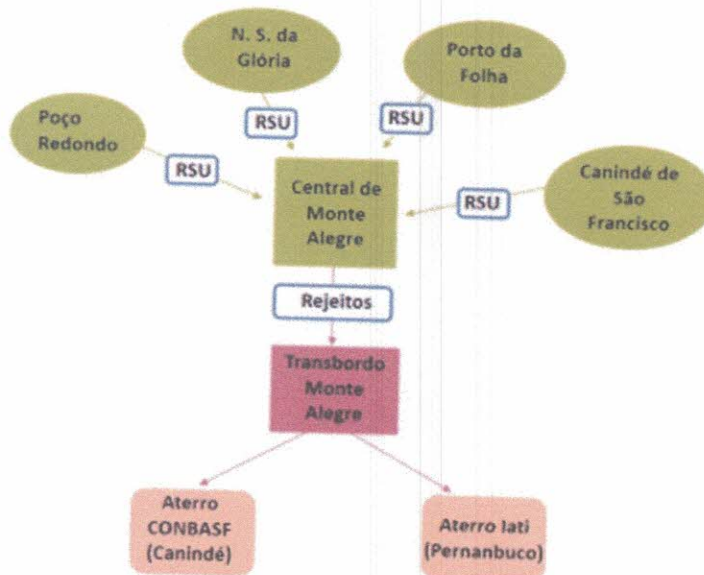 N. S. da
Glória
Porto da
Folha
RSU
RSU
Poço
Redondo
RSU
Canindé de
São
Francisco
RSU
Central de
Monte
Alegre
Rejeitos
Transbordo
Monte
Alegre
Aterro
CONBASF
(Canindé)
Aterro Iati
(Pernanbuco)